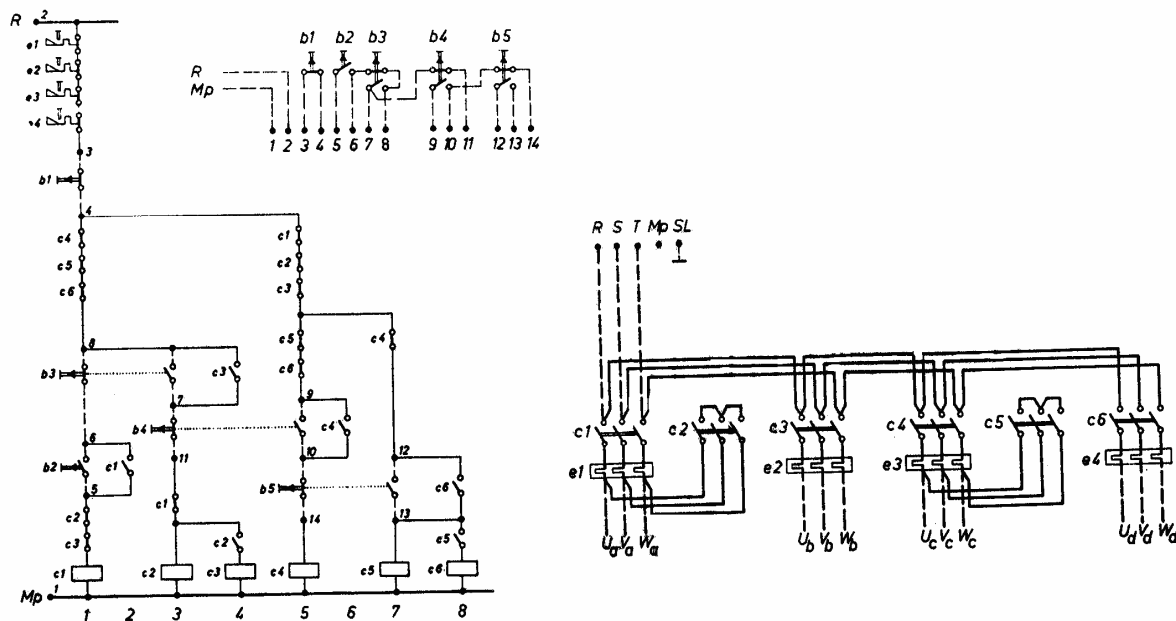 R 2
e1
e2
e3
e4
3
b1
4
c4 c1
c5 c2
c6 c3
c5 c4
c6
8
b3 c3
7 9
b4 c4
6 11 10 12
b2 c1 b5 c6
5
c2 c1 14 13
c3 c2 c5
c1 c2 c3 c4 c5 c6
Mp 1
1 2 3 4 5 6 7 8
b1 b2 b3 b4 b5
R
Mp
1 2 3 4 5 6 7 8 9 10 11 12 13 14
R S T Mp SL
c1 c2 c3 c4 c5 c6
e1 e2 e3 e4
Ua Va Wa Ub Vb Wb Uc Vc Wc Ud Vd Wd